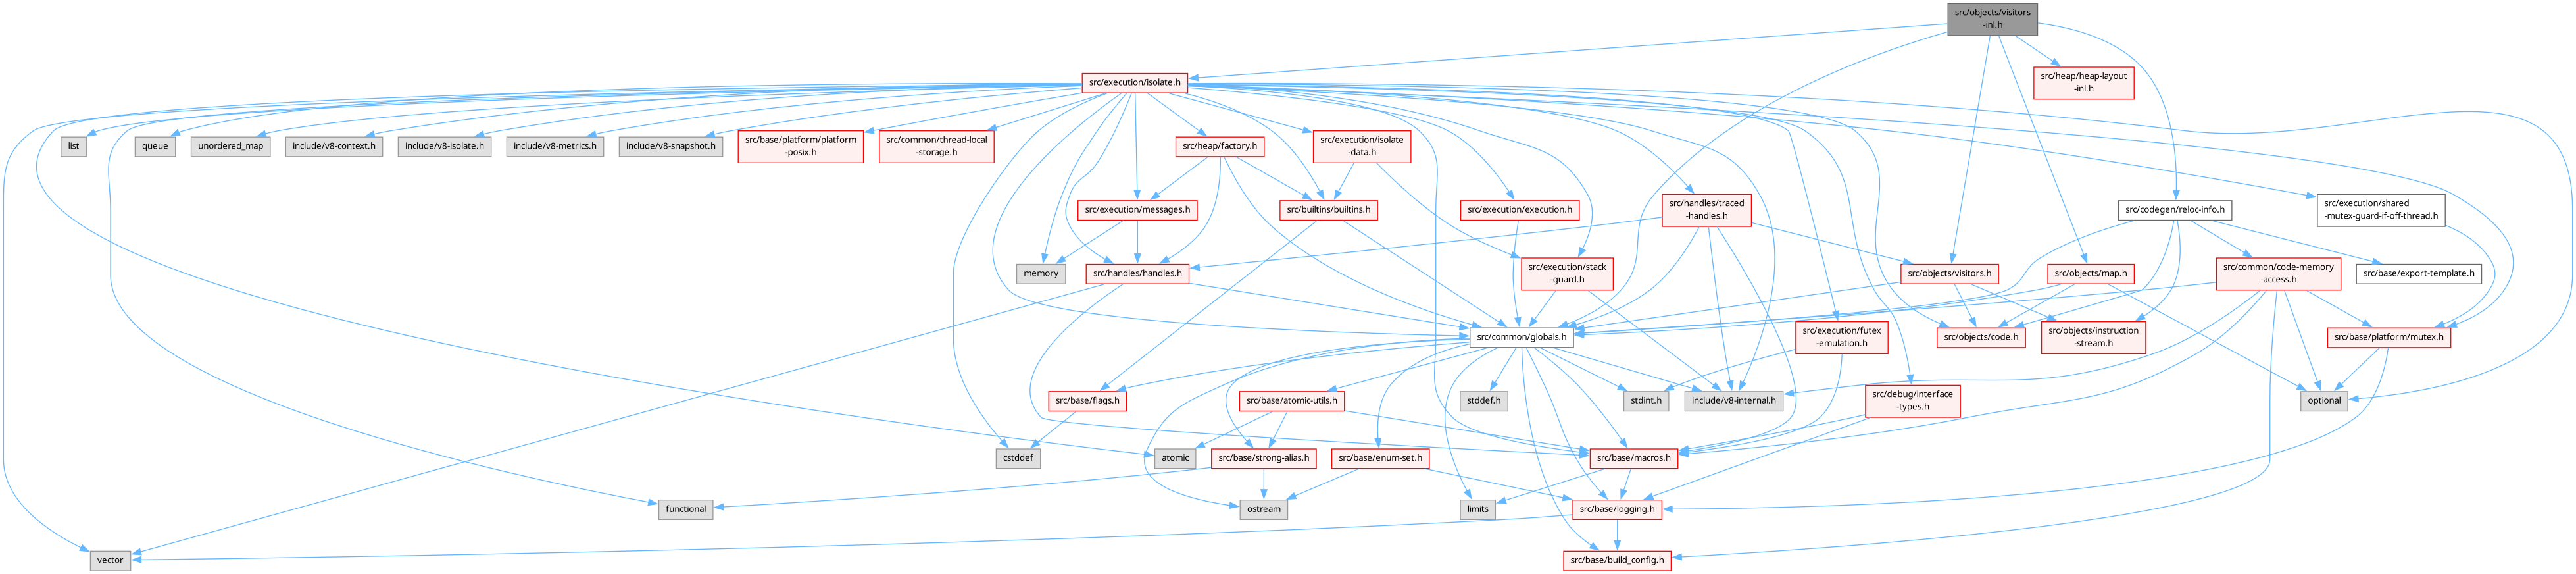 src/objects/visitors
-inl.h
src/execution/isolate.h
src/heap/heap-layout
-inl.h
list
queue
unordered_map
include/v8-context.h
include/v8-isolate.h
include/v8-metrics.h
include/v8-snapshot.h
src/base/platform/platform
-posix.h
src/common/thread-local
-storage.h
src/heap/factory.h
src/execution/isolate
-data.h
src/execution/messages.h
src/builtins/builtins.h
src/execution/execution.h
src/handles/traced
-handles.h
src/codegen/reloc-info.h
src/execution/shared
-mutex-guard-if-off-thread.h
memory
src/handles/handles.h
src/execution/stack
-guard.h
src/objects/visitors.h
src/objects/map.h
src/common/code-memory
-access.h
src/base/export-template.h
src/common/globals.h
src/execution/futex
-emulation.h
src/objects/code.h
src/objects/instruction
-stream.h
src/base/platform/mutex.h
src/base/flags.h
src/base/atomic-utils.h
stddef.h
stdint.h
include/v8-internal.h
src/debug/interface
-types.h
optional
cstddef
atomic
src/base/strong-alias.h
src/base/enum-set.h
src/base/macros.h
functional
ostream
limits
src/base/logging.h
vector
src/base/build_config.h